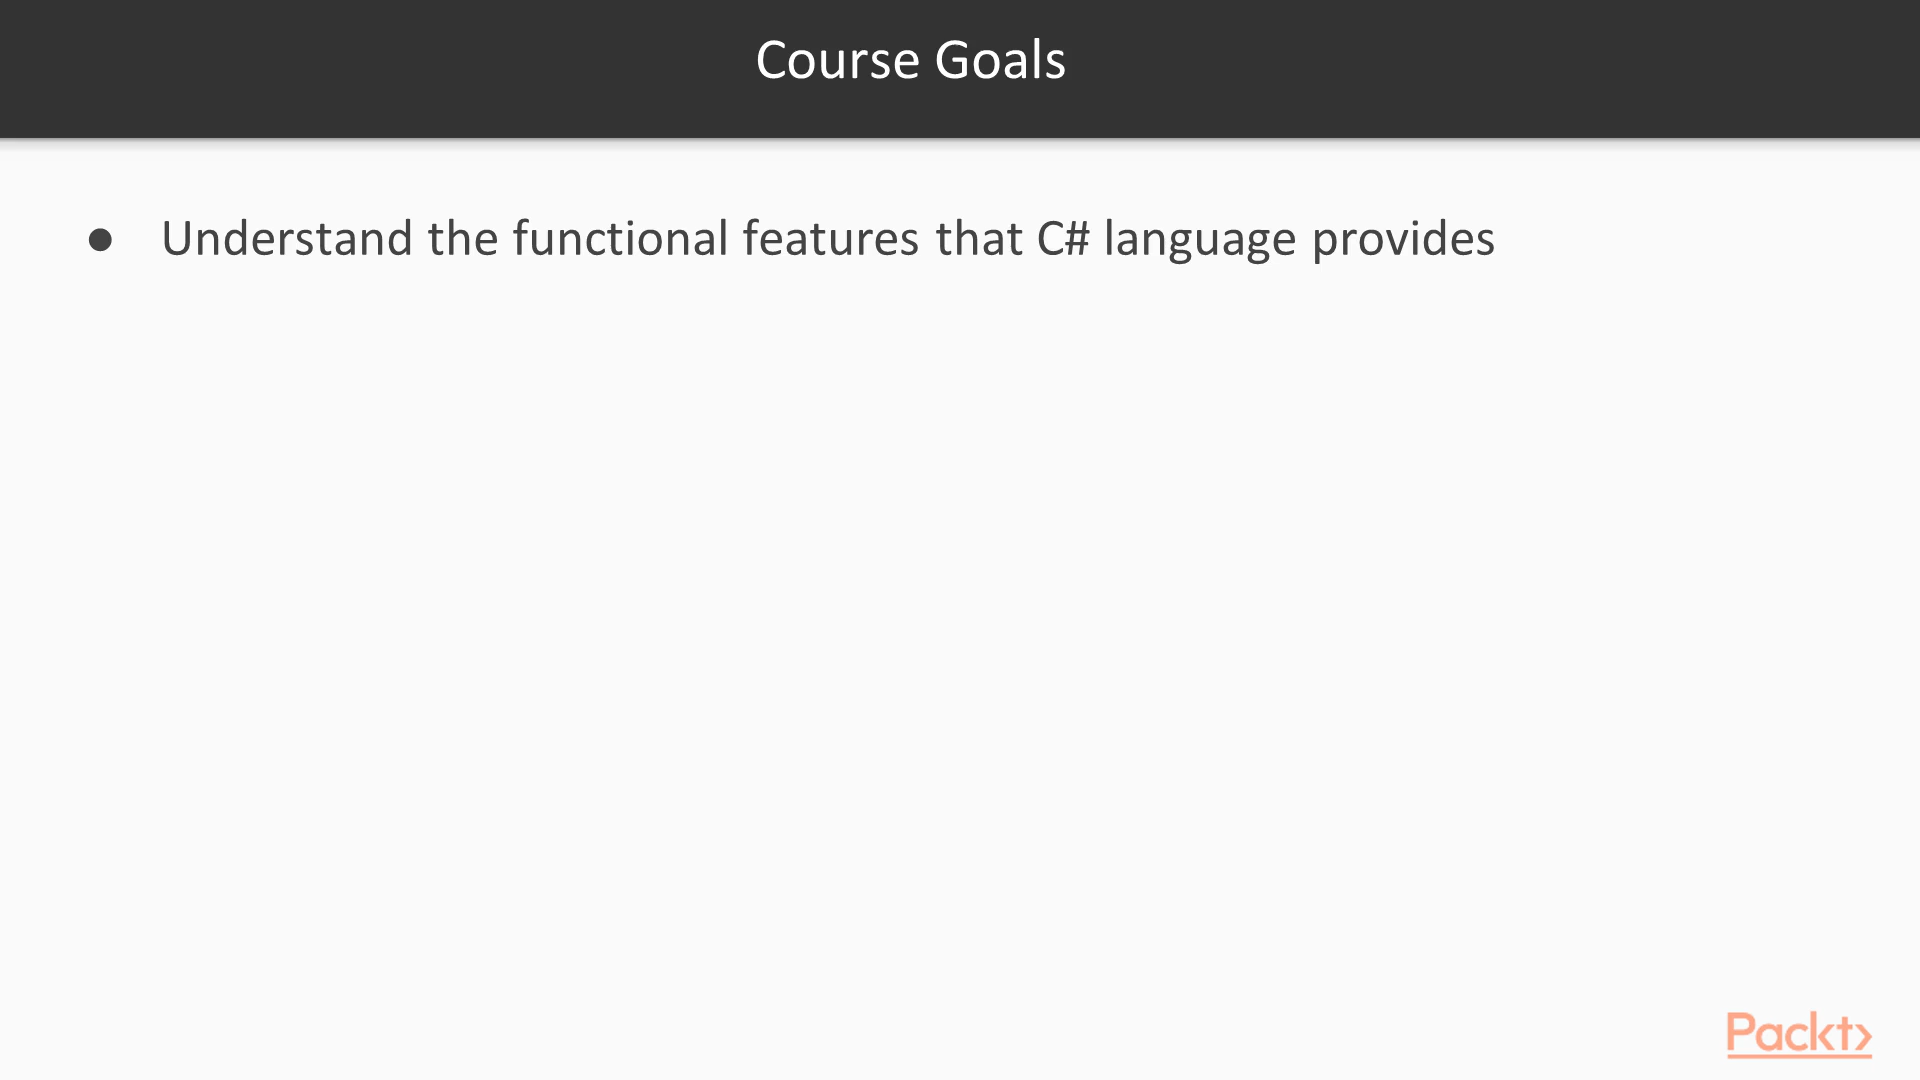 Course Goals
● Understand the functional features that C# language provides
Packt>